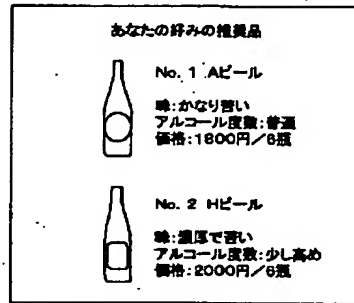 あなたの好みの推奨品
No. 1 Aビール
味:かなり苦い
アルコール度数:普通
価格:1800円/6瓶
No. 2 Hビール
味:濃厚で苦い
アルコール度数:少し高め
価格:2000円/6瓶